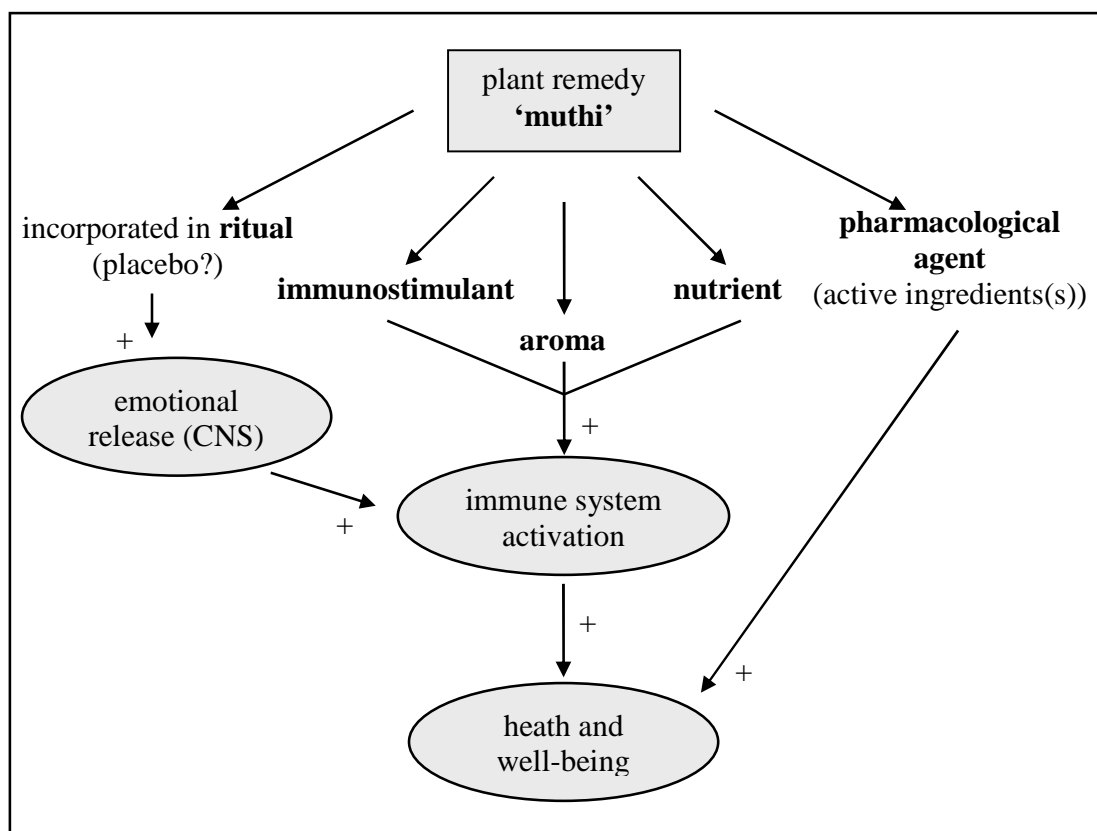 plant remedy
‘muthi’
incorporated in ritual
(placebo?)
immunostimulant
aroma
nutrient
pharmacological
agent
(active ingredients(s))
+
emotional
release (CNS)
+
+
immune system
activation
+
+
heath and
well-being